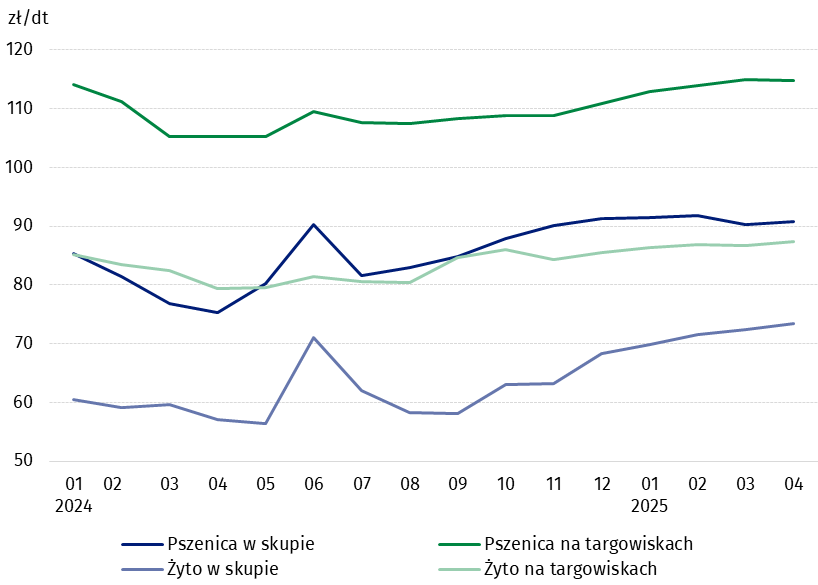 zł/dt
120
110
100
90
80
70
60
50
01 02 03 04 05 06 07 08 09 10 11 12 01 02 03 04
2024 2025
Pszenica w skupie Pszenica na targowiskach
Żyto w skupie Żyto na targowiskach